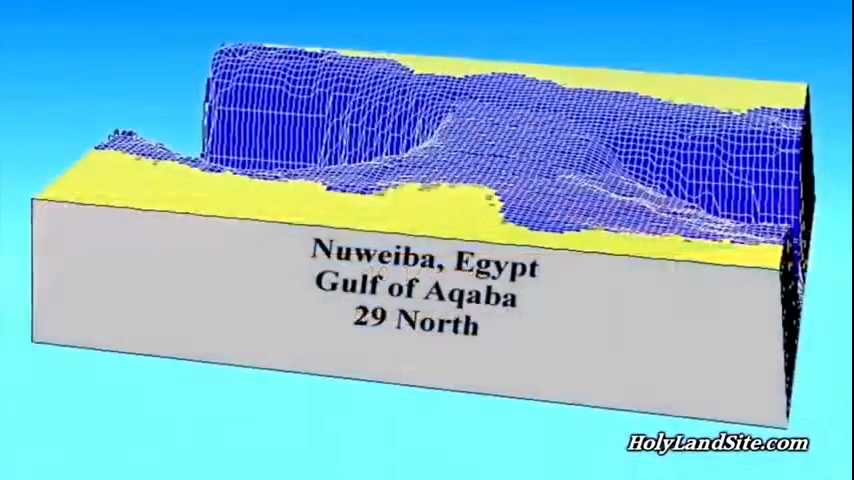 Nuweiba, Egypt
Gulf of Aqaba
29 North
HolyLandSite.com